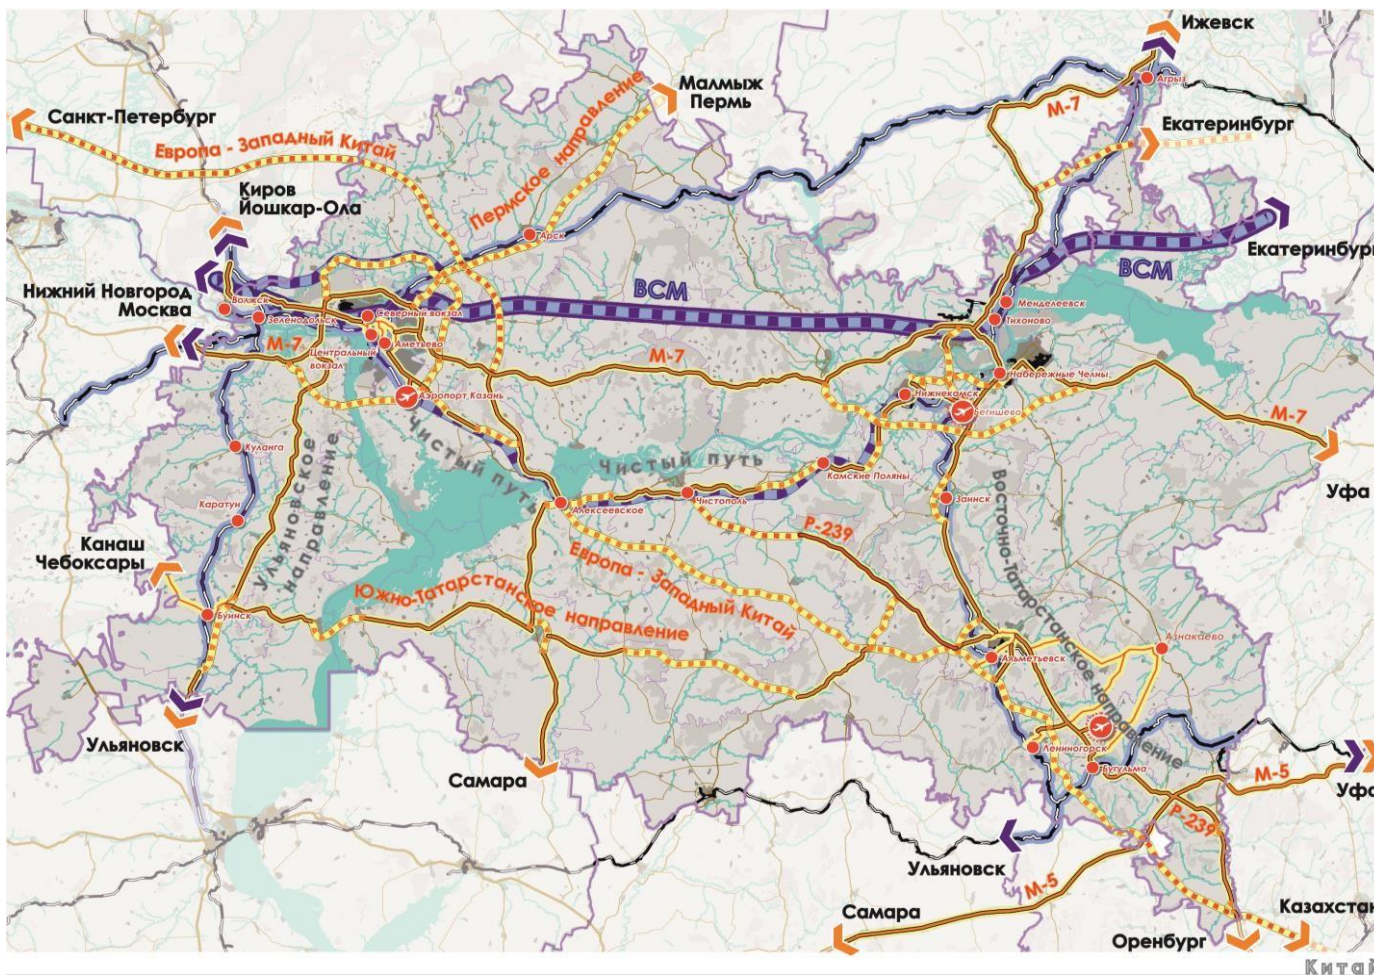 Ижевск
Малмыж
Пермь
Агрыз
М-7
Санкт-Петербург
Екатеринбург
Европа - Западный Китай
Пермское направление
Киров
Йошкар-Ола
Арск
Екатеринбург
ВСМ
ВСМ
Нижний Новгород
Москва
Волжск
Зеленодольск
Северный вокзал
Менделеевск
Тихоново
М-7
Центральный
вокзал
Аметьево
М-7
Набережные Челны
Аэропорт Казань
Нижнекамск
Бегишево
М-7
Чистый путь
Куланга
Ульяновское
направление
Чистый путь
Камские Поляны
Уфа
Каратун
Алексеевское
Чистополь
Заинск
Р-239
Восточно-Татарстанское направление
Канаш
Чебоксары
Европа - Западный Китай
Южно-Татарстанское направление
Буинск
Азнакаево
Альметьевск
Ульяновск
Лениногорск
Бугульма
Самара
М-5
Уфа
Р-239
Ульяновск
М-5
Самара
Казахстан
Оренбург
Китай